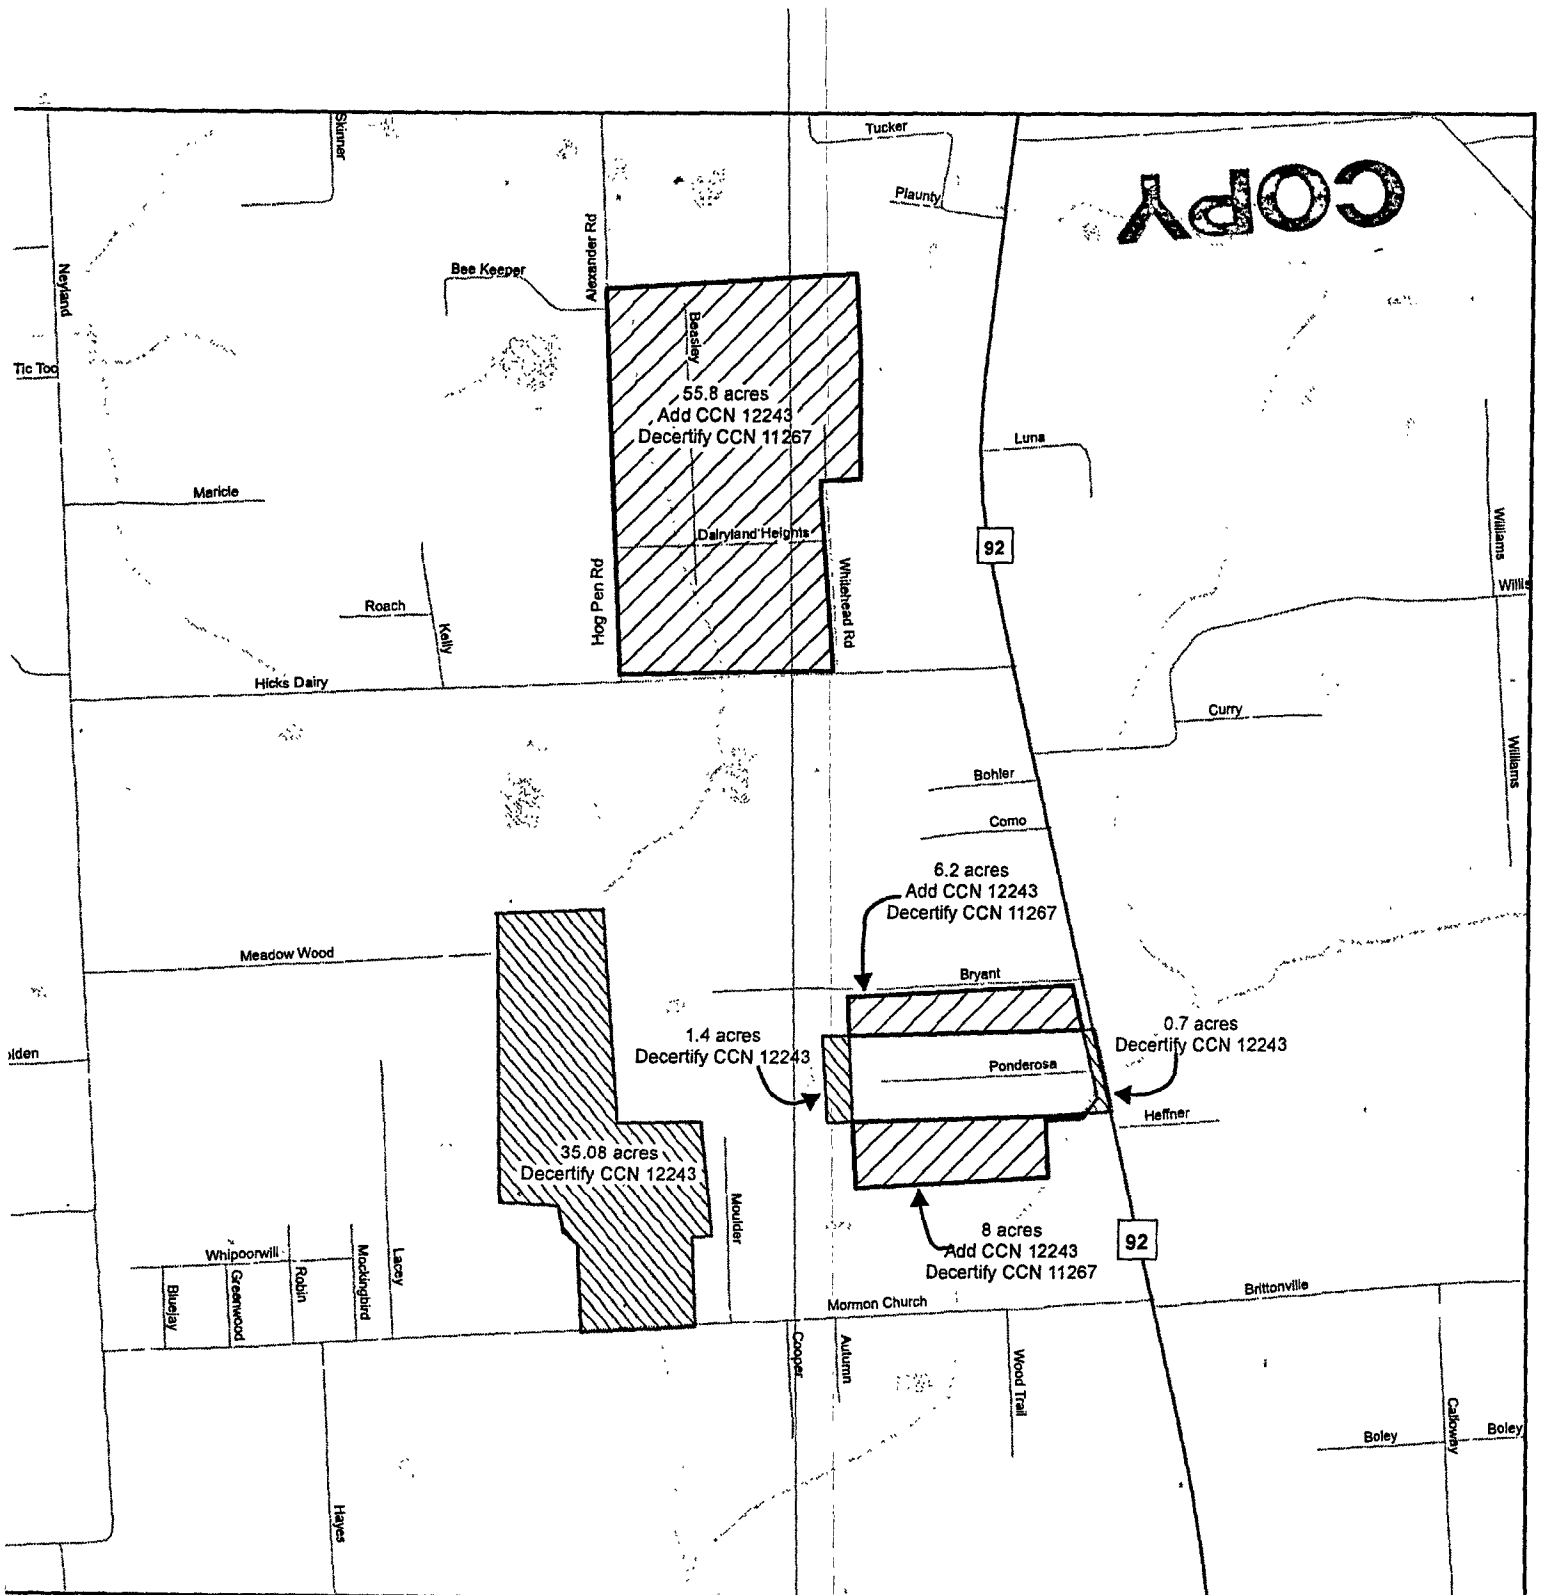 Skinner
Tucker
COPY
Plaunty
Alexander Rd
Neyland
Bee Keeper
Beasley
Tic Toc
55.8 acres
Add CCN 12243
Decertify CCN 11267
Luna
Maricle
Williams
Dairyland Heights
92
Hog Pen Rd
Whitehead Rd
Willis
Roach
Kelly
Hicks Dairy
Curry
Williams
Bohler
Como
6.2 acres
Add CCN 12243
Decertify CCN 11267
Meadow Wood
Bryant
1.4 acres
Decertify CCN 12243
0.7 acres
Decertify CCN 12243
olden
Ponderosa
Heffner
35.08 acres
Decertify CCN 12243
Moulder
8 acres
Add CCN 12243
Decertify CCN 11267
92
Whipoorwill
Bluejay
Greenwood
Robin
Mockingbird
Lacey
Mormon Church
Brittonville
Cooper
Autumn
Wood Trail
Calloway
Boley
Boley
Hayes